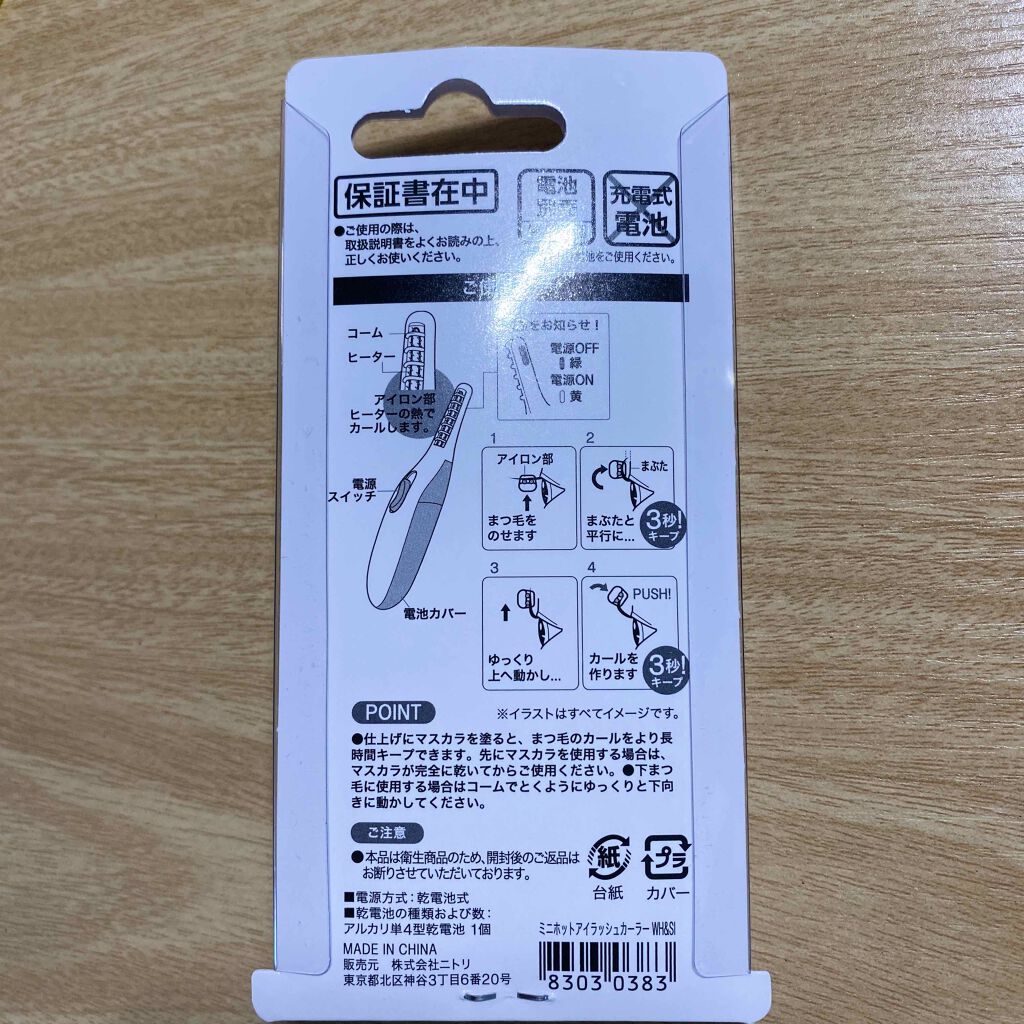 保証書在中
電池
充電式
電池
●ご使用の際は、
取扱説明書をよくお読みの上、
正しくお使いください。
池をご使用ください。
ご使
をお知らせ!
コーム
ヒーター
電源OFF
緑
電源ON
黄
アイロン部
ヒーターの熱で
カールします。
電源
スイッチ
電池カバー
1
アイロン部
まつ毛を
のせます
2
まぶた
まぶたと
平行に...
3秒!
キープ
3
ゆっくり
上へ動かし...
4
PUSH!
カールを
作ります
3秒!
キープ
POINT
※イラストはすべてイメージです。
●仕上げにマスカラを塗ると、まつ毛のカールをより長
時間キープできます。先にマスカラを使用する場合は、
マスカラが完全に乾いてからご使用ください。●下まつ
毛に使用する場合はコームでとくようにゆっくりと下向
きに動かしてください。
ご注意
●本品は衛生商品のため、開封後のご返品は
お断りさせていただいております。
紙
台紙
プラ
カバー
■電源方式:乾電池式
■乾電池の種類および数:
アルカリ単4型乾電池 1個
MADE IN CHINA
販売元 株式会社ニトリ
東京都北区神谷3丁目6番20号
ミニホットアイラッシュカーラー WH&SI
8303 0383